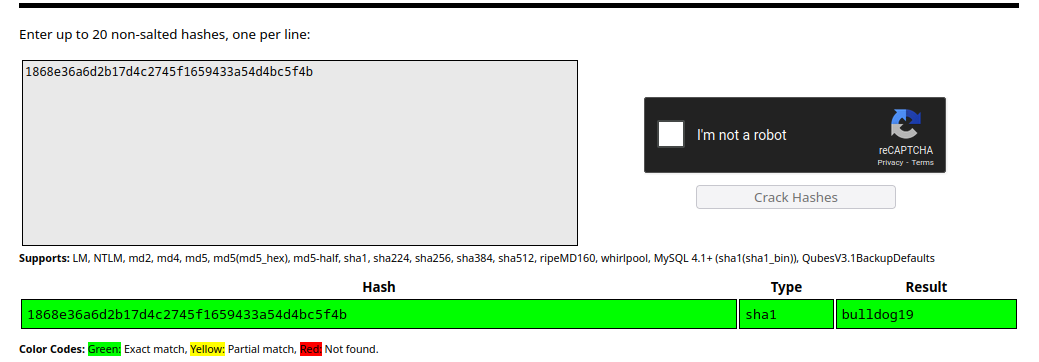 Enter up to 20 non-salted hashes, one per line:
1868e36a6d2b17d4c2745f1659433a54d4bc5f4b
I'm not a robot
reCAPTCHA
Privacy - Terms
Crack Hashes
Supports: LM, NTLM, md2, md4, md5, md5(md5_hex), md5-half, sha1, sha224, sha256, sha384, sha512, ripeMD160, whirlpool, MySQL 4.1+ (sha1(sha1_bin)), QubesV3.1BackupDefaults
Hash Type Result
1868e36a6d2b17d4c2745f1659433a54d4bc5f4b sha1 bulldog19
Color Codes: Green: Exact match, Yellow: Partial match, Red: Not found.